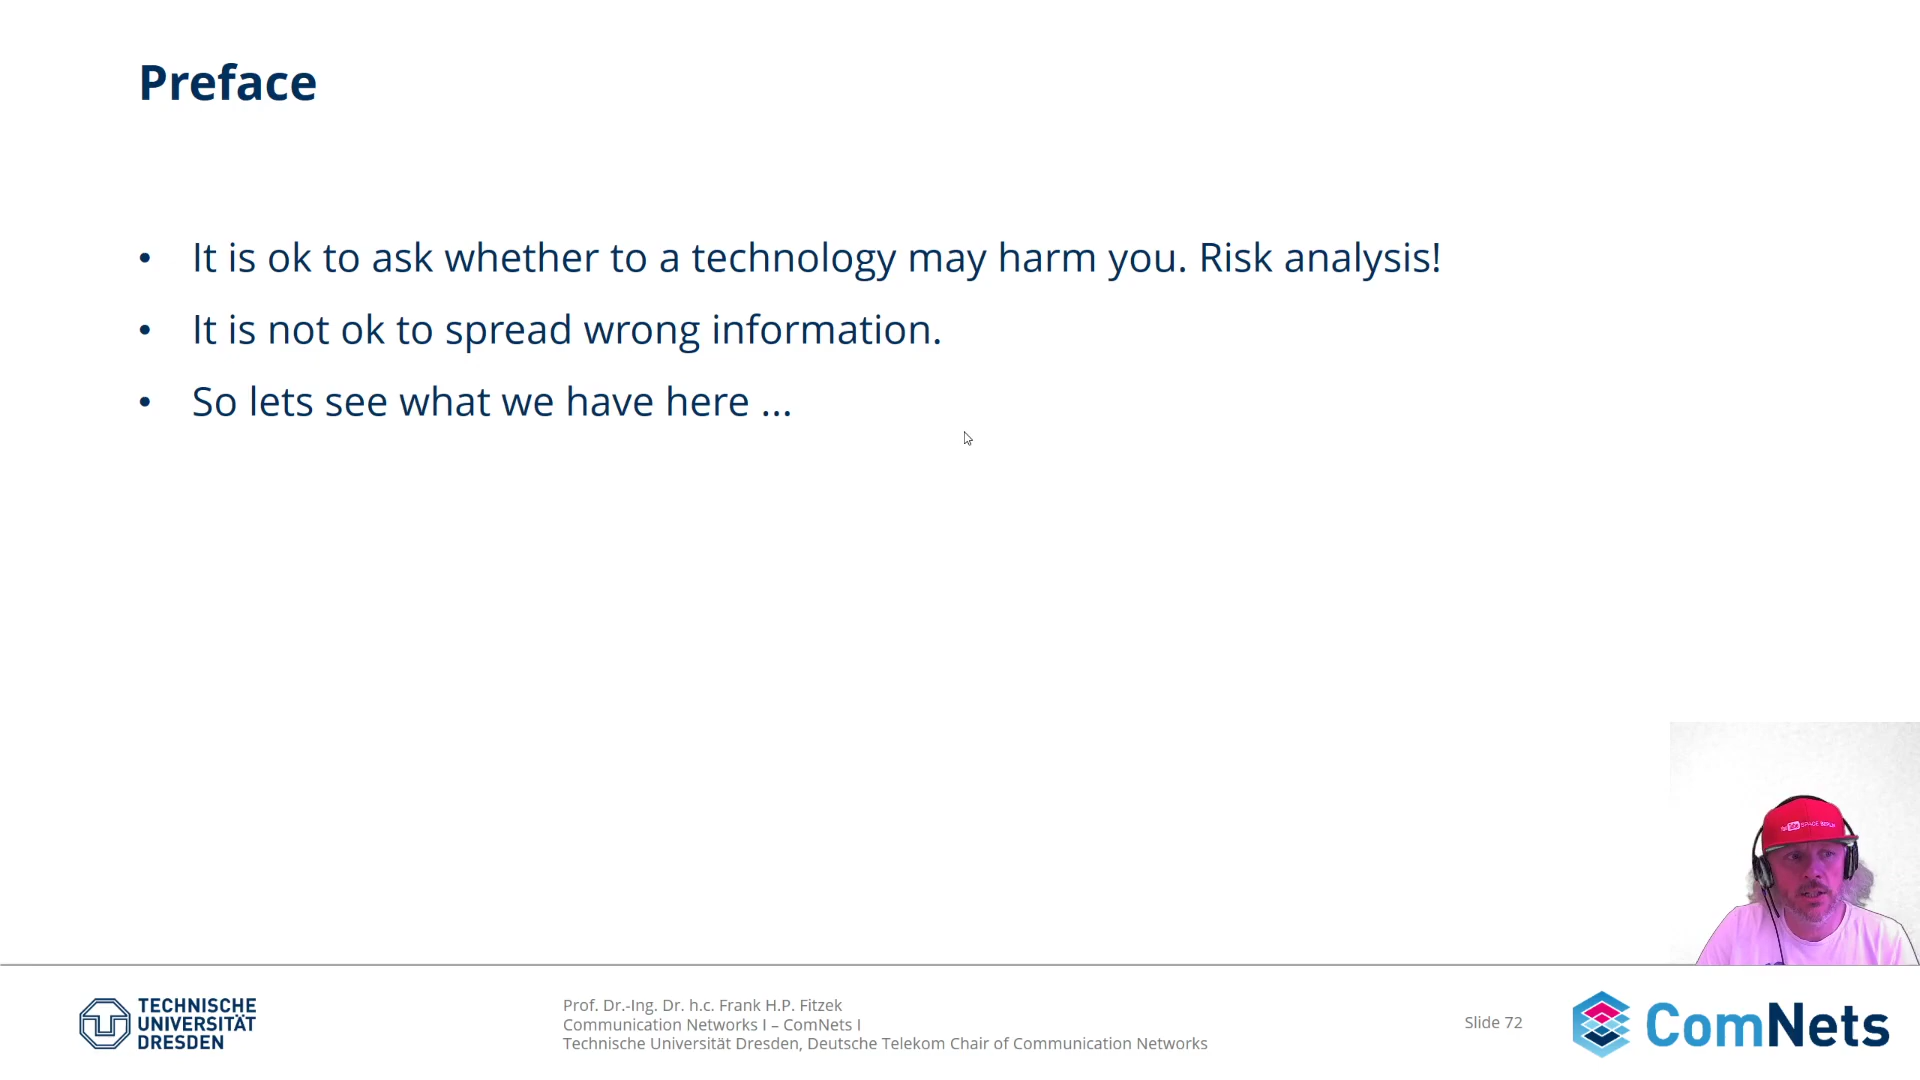 Preface
• It is ok to ask whether to a technology may harm you. Risk analysis!
• It is not ok to spread wrong information.
• So lets see what we have here ...
TECHNISCHE
UNIVERSITÄT
DRESDEN
Prof. Dr.-Ing. Dr. h.c. Frank H.P. Fitzek
Communication Networks I – ComNets I
Technische Universität Dresden, Deutsche Telekom Chair of Communication Networks
Slide 72
ComNets